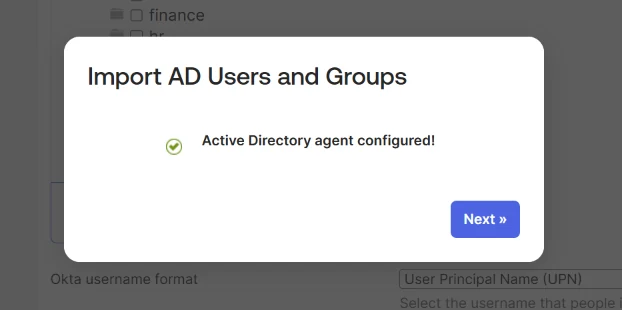 finance
hr
Import AD Users and Groups
Active Directory agent configured!
Next »
Okta username format
User Principal Name (UPN)
Select the username that people